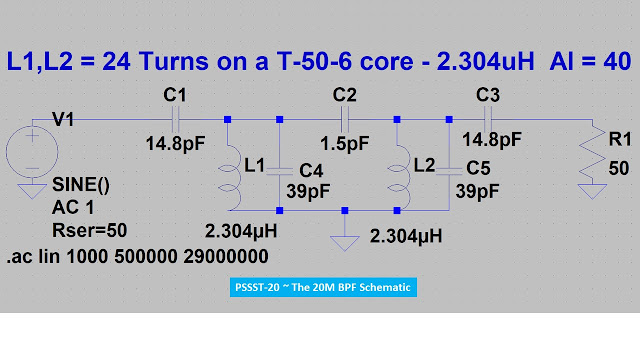 L1,L2 = 24 Turns on a T-50-6 core - 2.304uH Al = 40
C1
C2
C3
V1
14.8pF
1.5pF
14.8pF
R1
L1
C4
L2
C5
50
SINE()
39pF
39pF
AC 1
Rser=50
2.304µH
2.304µH
.ac lin 1000 500000 29000000
PSSST-20 ~ The 20M BPF Schematic